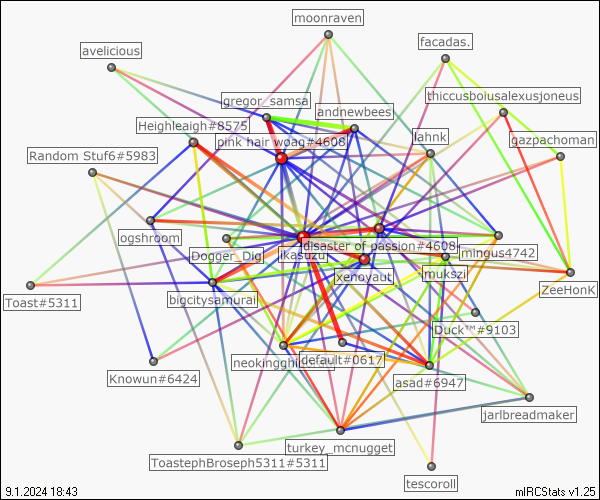 moonraven
facadas.
avelicious
thiccusboiusalexusjoneus
gregor_samsa
andnewbees
Heighleaigh#8575
pink hair woag#4608
lahnk
gazpachoman
Random Stuf6#5983
ogshroom
disaster of passion#4608
mingus4742
Dogger_Dig
ikasuzu
xenoyaut
mukszi
ZeeHonK
Toast#5311
bigcitysamurai
Duck™#9103
neokingghi
default#0617
Knowun#6424
asad#6947
jarlbreadmaker
turkey_mcnugget
ToastephBroseph5311#5311
tescoroll
9.1.2024 18:43
mIRCStats v1.25